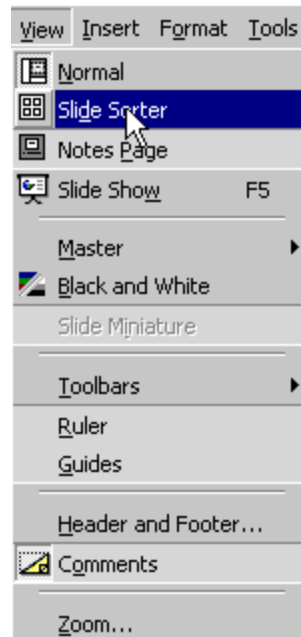 View Insert Format Tools
Normal
Slide Sorter
Notes Page
Slide Show F5
Master
Black and White
Slide Miniature
Toolbars
Ruler
Guides
Header and Footer...
Comments
Zoom...